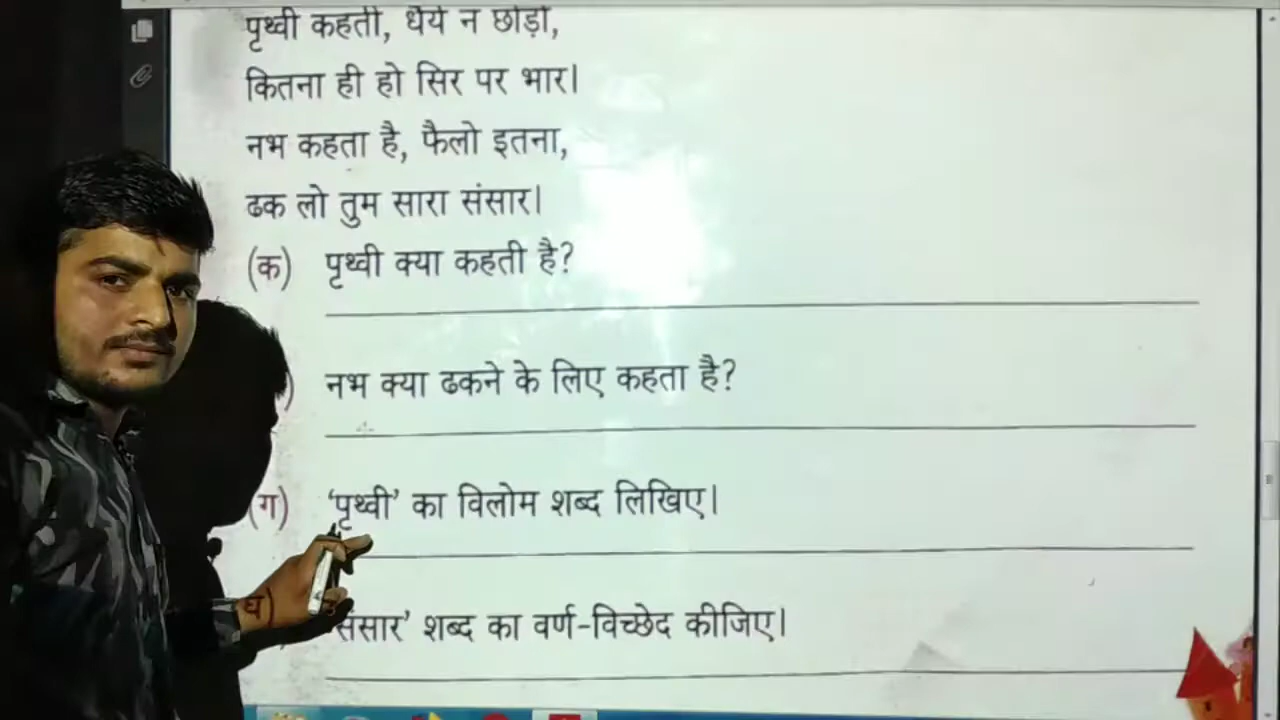 पृथ्वी कहती, धैर्य न छोड़ो,
कितना ही हो सिर पर भार।
नभ कहता है, फैलो इतना,
ढक लो तुम सारा संसार।
(क) पृथ्वी क्या कहती है?
) नभ क्या ढकने के लिए कहता है?
(ग) ‘पृथ्वी’ का विलोम शब्द लिखिए।
घ) संसार’ शब्द का वर्ण-विच्छेद कीजिए।